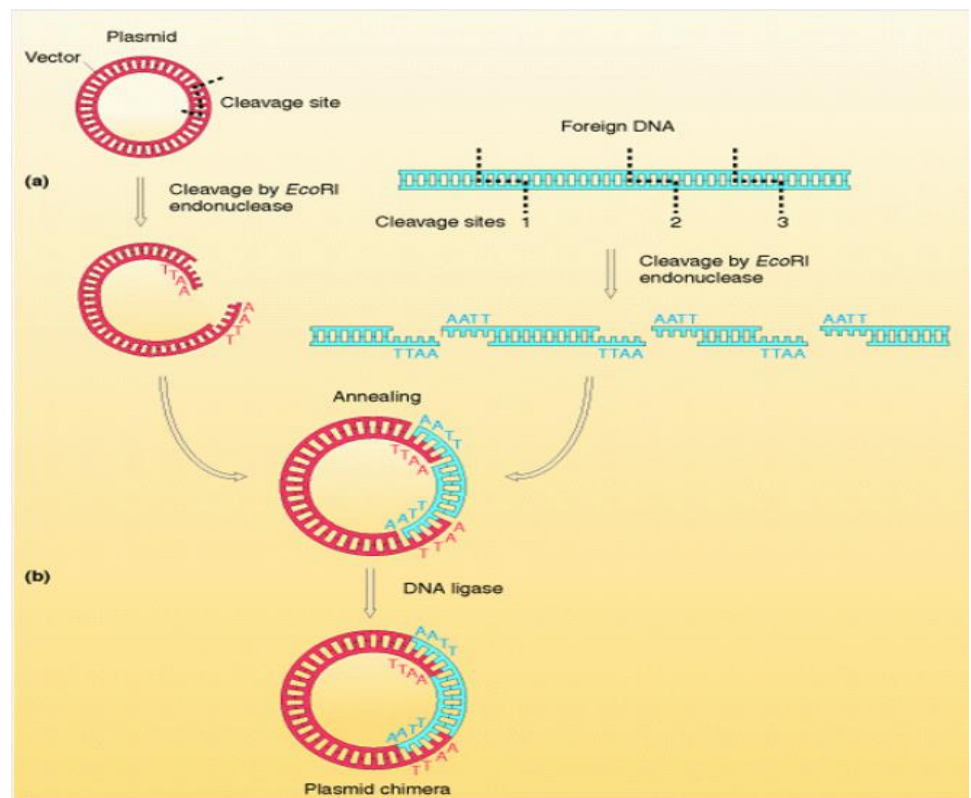 Plasmid
Vector
Cleavage site
Foreign DNA
(a)
Cleavage by EcoRI
endonuclease
Cleavage sites 1 2 3
Cleavage by EcoRI
endonuclease
TTAA
AATT
AATT
AATT
AATT
TTAA
TTAA
TTAA
Annealing
AATT
TTAA
AATT
TTAA
(b)
DNA ligase
AATT
TTAA
AATT
TTAA
Plasmid chimera